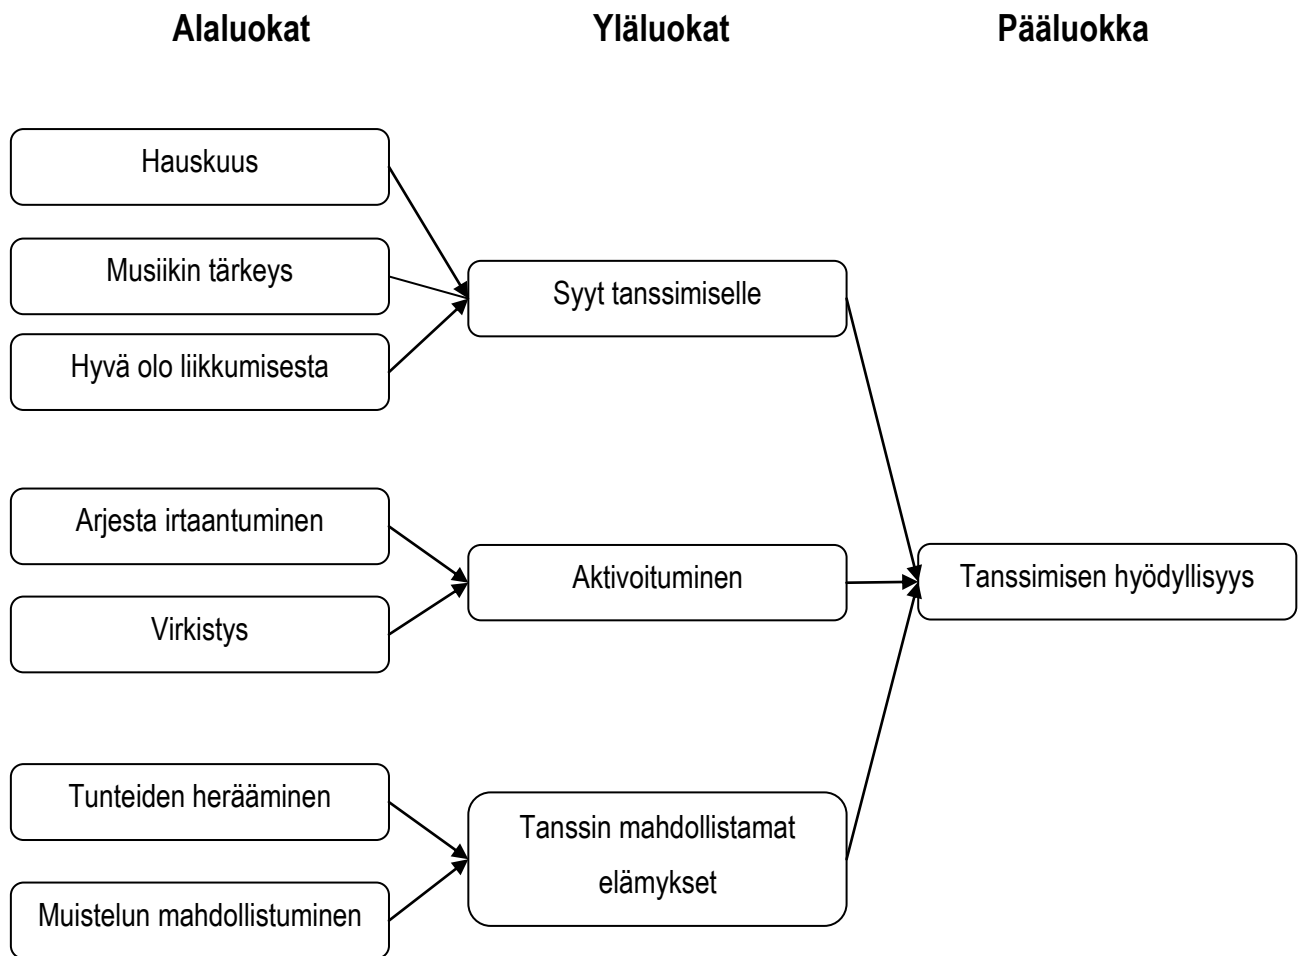 Alaluokat
Yläluokat
Pääluokka
Hauskuus
Musiikin tärkeys
Hyvä olo liikkumisesta
Syyt tanssimiselle
Arjesta irtaantuminen
Virkistys
Aktivoituminen
Tanssimisen hyödyllisyys
Tunteiden herääminen
Muistelun mahdollistuminen
Tanssin mahdollistamat
elämykset